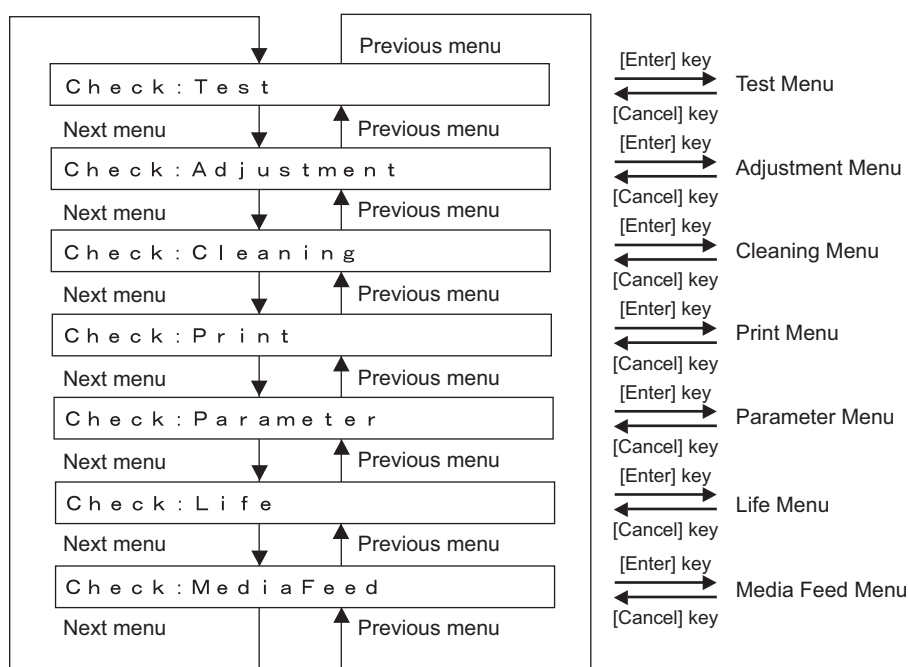 Previous menu
Check:Test
[Enter] key
Test Menu
[Cancel] key
Next menu
Previous menu
Check:Adjustment
[Enter] key
Adjustment Menu
[Cancel] key
Next menu
Previous menu
Check:Cleaning
[Enter] key
Cleaning Menu
[Cancel] key
Next menu
Previous menu
Check:Print
[Enter] key
Print Menu
[Cancel] key
Next menu
Previous menu
Check:Parameter
[Enter] key
Parameter Menu
[Cancel] key
Next menu
Previous menu
Check:Life
[Enter] key
Life Menu
[Cancel] key
Next menu
Previous menu
Check:MediaFeed
[Enter] key
Media Feed Menu
[Cancel] key
Next menu
Previous menu